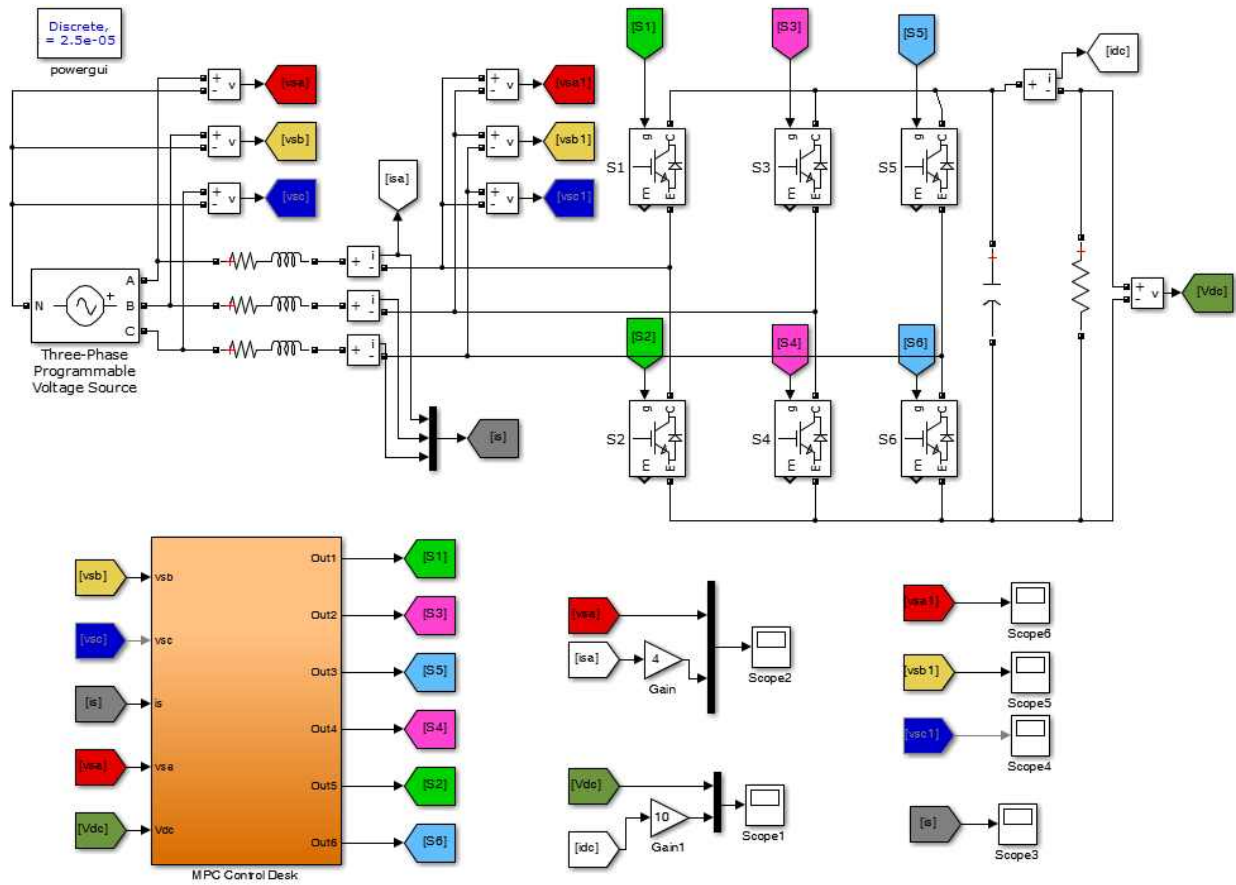 Discrete,
= 2.5e-05
powergui
[vsa]
[vsb]
[vsc]
[isa]
[vsa1]
[vsb1]
[vsc1]
[S1]
[S3]
[S5]
[idc]
+
-
v
+
-
v
+
-
v
+
-
v
+
-
v
+
-
v
+
i
-
g
C
m
E
S1
g
C
m
E
S3
g
C
m
E
S5
+
i
-
+
i
-
+
i
-
N
+
A
B
C
Three-Phase
Programmable
Voltage Source
+
-
v
[Vdc]
[S2]
[S4]
[S6]
g
C
m
E
S2
g
C
m
E
S4
g
C
m
E
S6
[is]
[vsb]
[vsc]
[is]
[vsa]
[Vdc]
vsb
vsc
is
vsa
Vdc
Out1
Out2
Out3
Out4
Out5
Out6
MPC Control Desk
[S1]
[S3]
[S5]
[S4]
[S2]
[S6]
[vsa]
[isa]
4
Gain
Scope2
[Vdc]
[idc]
10
Gain1
Scope1
[vsa1]
Scope6
[vsb1]
Scope5
[vsc1]
Scope4
[is]
Scope3